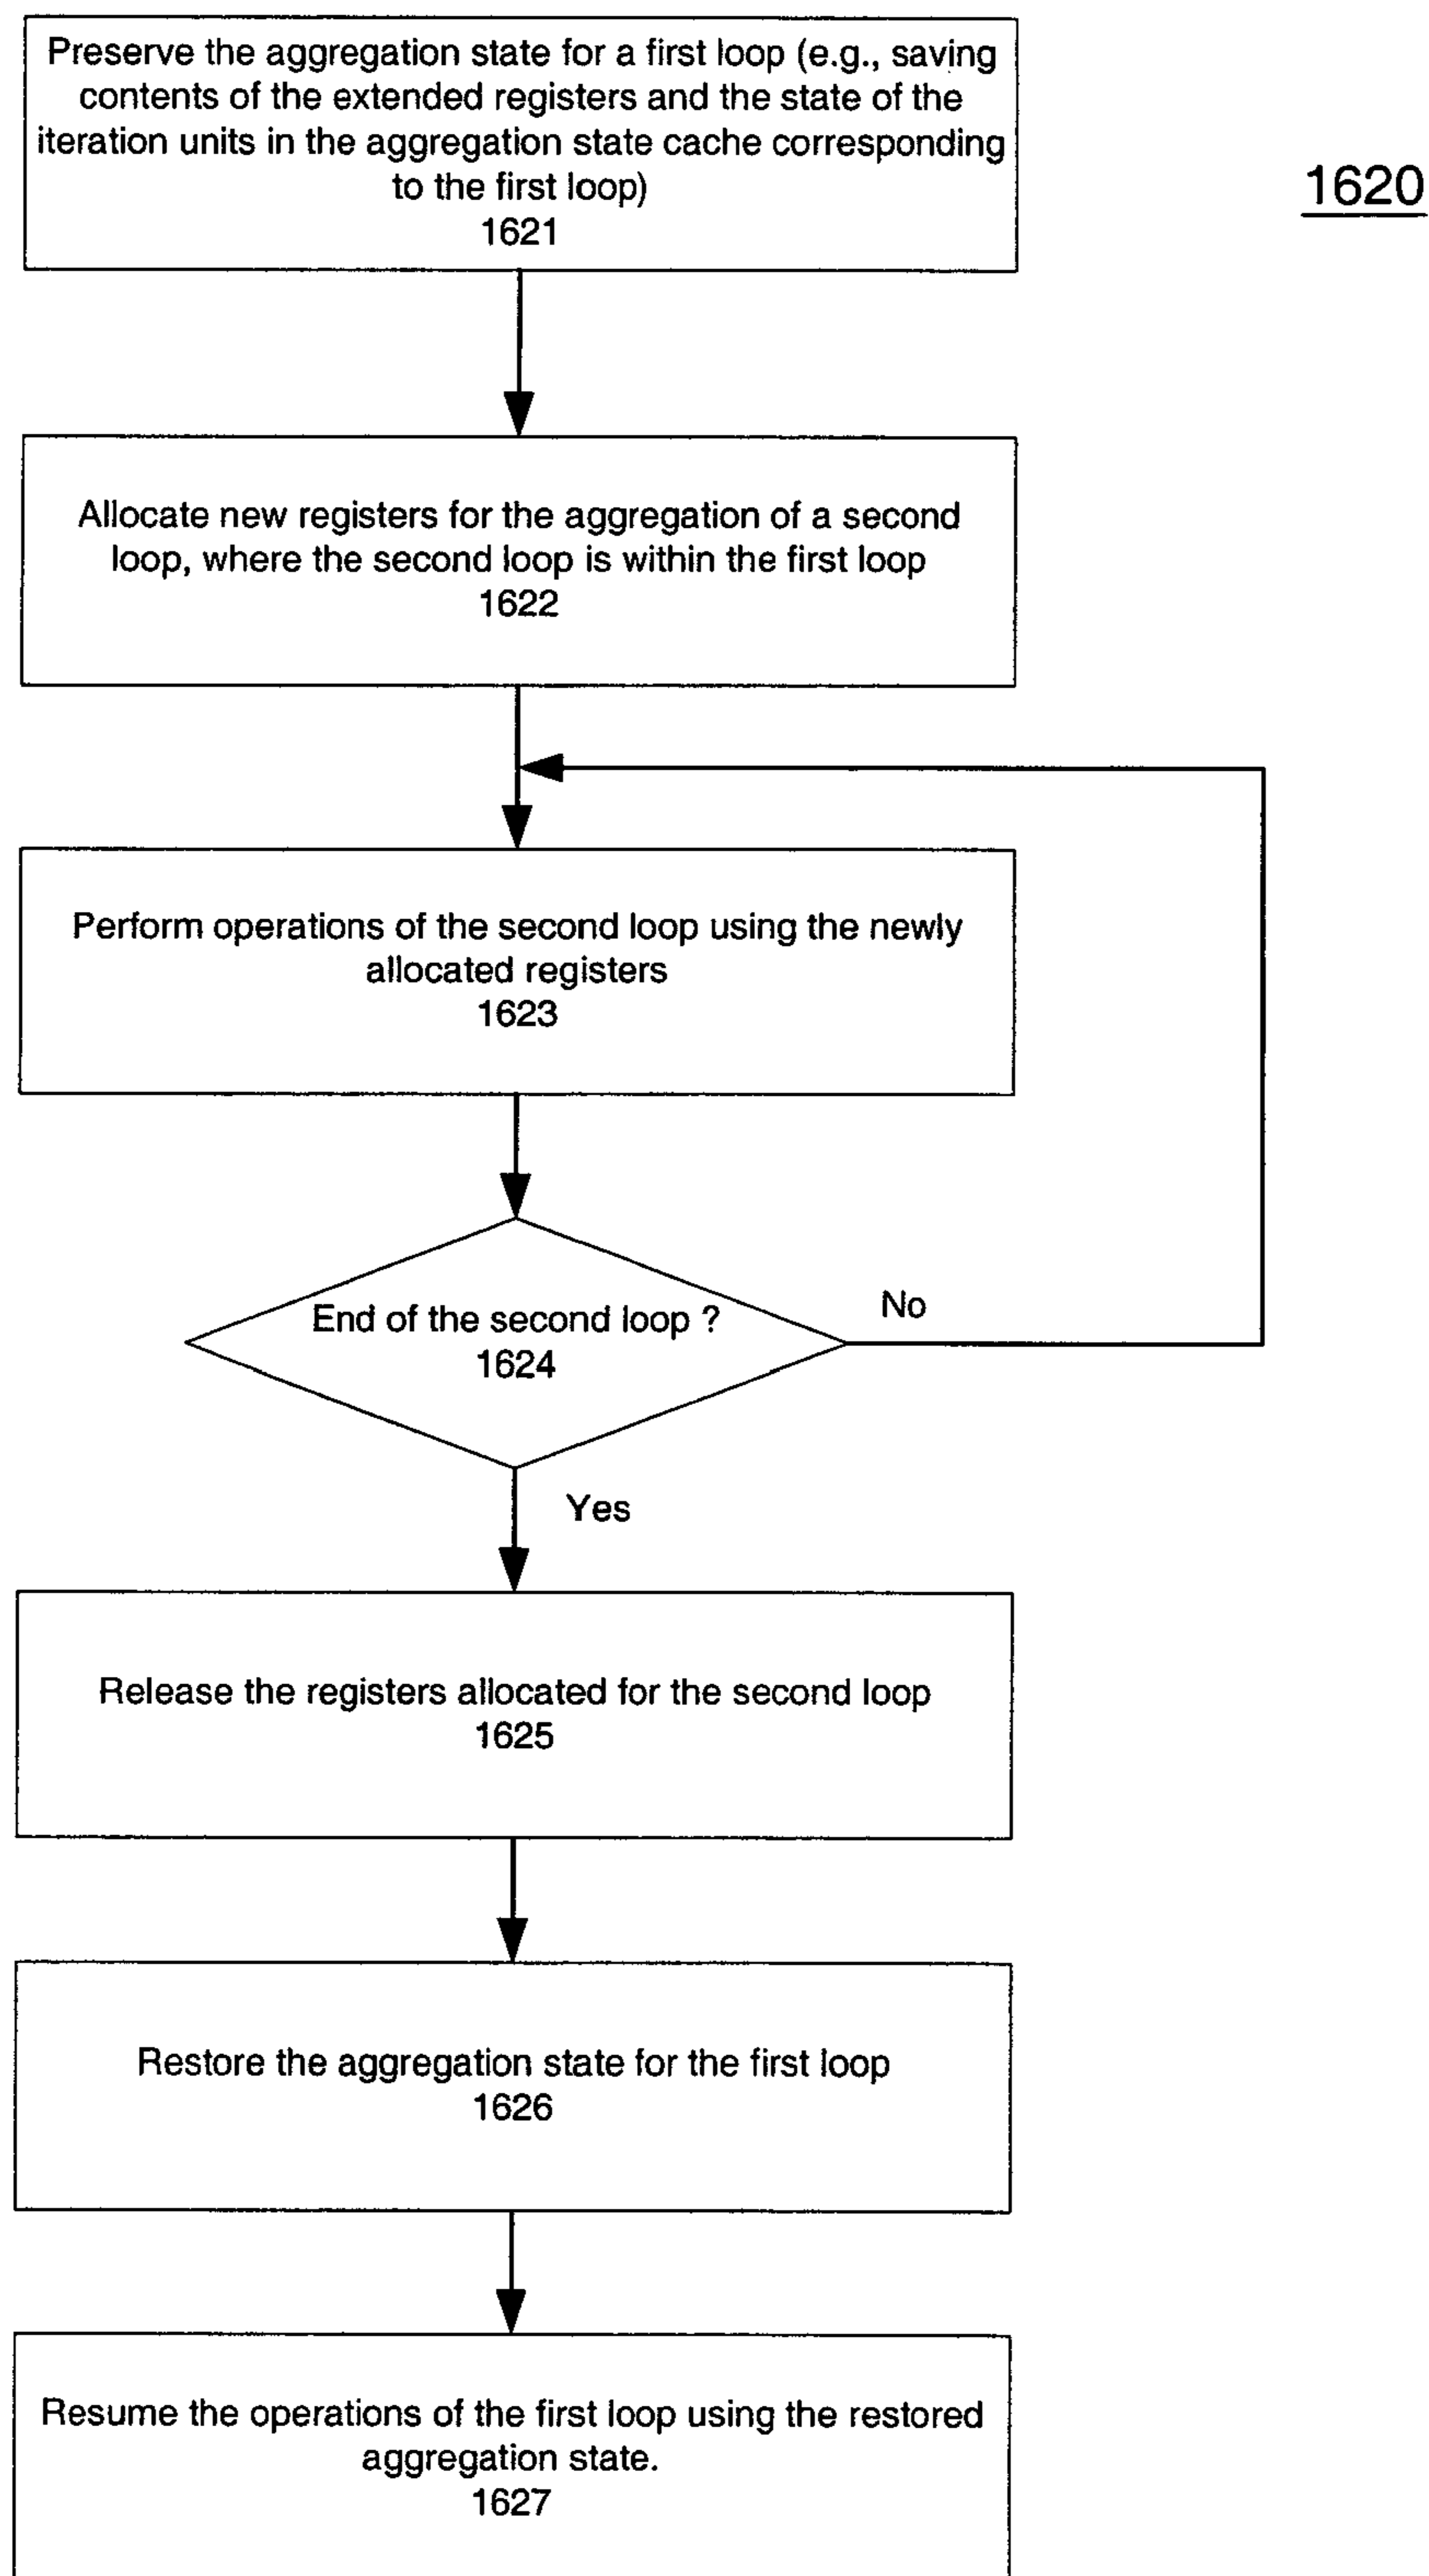 Preserve the aggregation state for a first loop (e.g., saving
contents of the extended registers and the state of the
iteration units in the aggregation state cache corresponding
to the first loop)
1621
1620
Allocate new registers for the aggregation of a second
loop, where the second loop is within the first loop
1622
Perform operations of the second loop using the newly
allocated registers
1623
End of the second loop ?
1624
No
Yes
Release the registers allocated for the second loop
1625
Restore the aggregation state for the first loop
1626
Resume the operations of the first loop using the restored
aggregation state.
1627